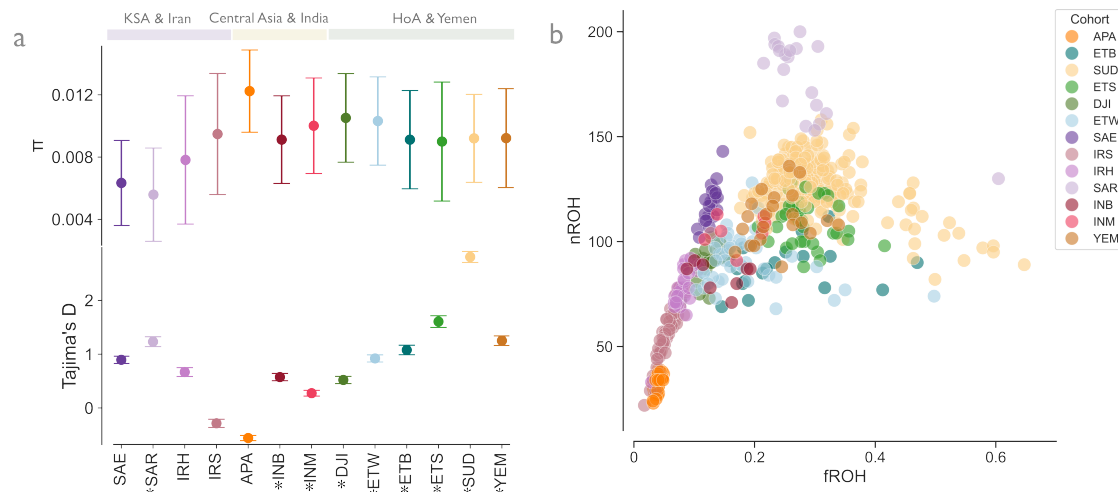 a
KSA & Iran
Central Asia & India
HoA & Yemen
0.012
0.008
0.004
π
2
1
0
Tajima's D
SAE
*SAR
IRH
IRS
APA
*INB
*INM
*DJI
*ETW
*ETB
*ETS
*SUD
*YEM
b
200
150
100
50
nROH
0
0.2
0.4
0.6
fROH
Cohort
APA
ETB
SUD
ETS
DJI
ETW
SAE
IRS
IRH
SAR
INB
INM
YEM